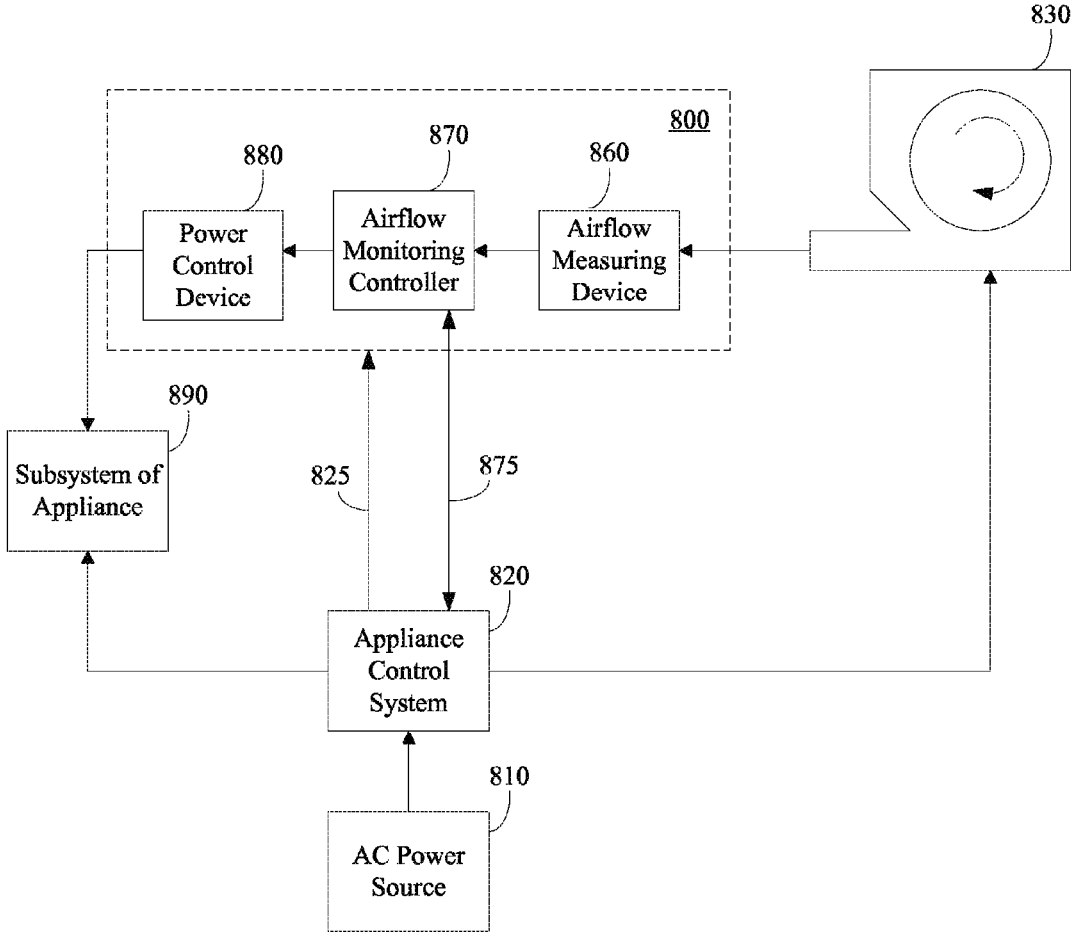 830
800
870
880
860
Power
Control
Device
Airflow
Monitoring
Controller
Airflow
Measuring
Device
890
Subsystem of
Appliance
825
875
820
Appliance
Control
System
810
AC Power
Source